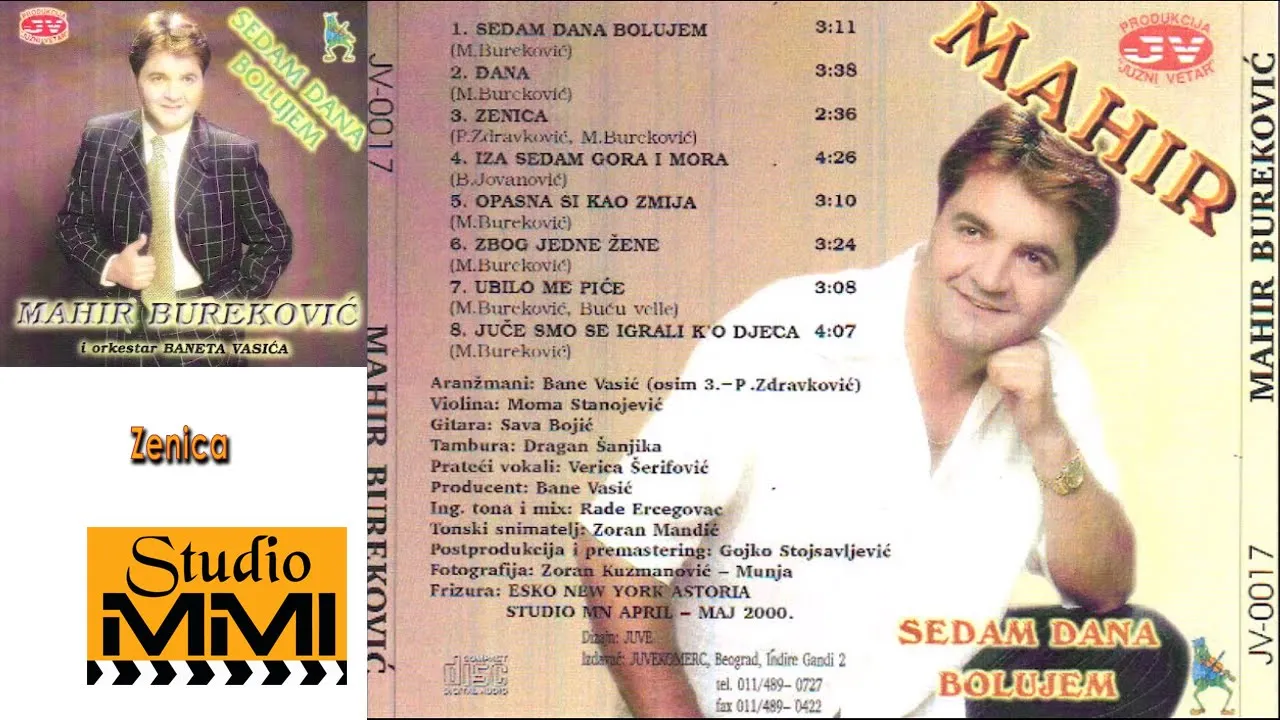 PRODUKCIJA
JV
"JUŽNI VETAR"
SEDAM DANA
BOLUJEM
MAHIR BUREKOVIĆ
i orkestar BANETA VASIĆA
Zenica
Studio
MMI
JV-0017
MAHIR BUREKOVIĆ
1. SEDAM DANA BOLUJEM 3:11
(M.Bureković)
2. DANA 3:38
(M.Bureković)
3. ZENICA 2:36
(P.Zdravković, M.Bureković)
4. IZA SEDAM GORA I MORA 4:26
(B.Jovanović)
5. OPASNA SI KAO ZMIJA 3:10
(M.Bureković)
6. ZBOG JEDNE ŽENE 3:24
(M.Bureković)
7. UBILO ME PIĆE 3:08
(M.Bureković, Buću velle)
8. JUČE SMO SE IGRALI K'O DJECA 4:07
(M.Bureković)
Aranžmani: Bane Vasić (osim 3.-P.Zdravković)
Violina: Moma Stanojević
Gitara: Sava Bojić
Tambura: Dragan Šanjika
Prateći vokali: Verica Šerifović
Producent: Bane Vasić
Ing. tona i mix: Rade Ercegovac
Tonski snimatelj: Zoran Mandić
Postprodukcija i premastering: Gojko Stojsavljević
Fotografija: Zoran Kuzmanović – Munja
Frizura: ESKO NEW YORK ASTORIA
STUDIO MN APRIL – MAJ 2000.
Dizajn: JUVE
Izdavač: JUVEKOMERC, Beograd, Indire Gandi 2
tel. 011/489- 0727
fax 011/489- 0422
COMPACT
disc
DIGITAL AUDIO
MAHIR
PRODUKCIJA
JV
"JUZNI VETAR"
SEDAM DANA
BOLUJEM
MAHIR BUREKOVIĆ
JV-0017